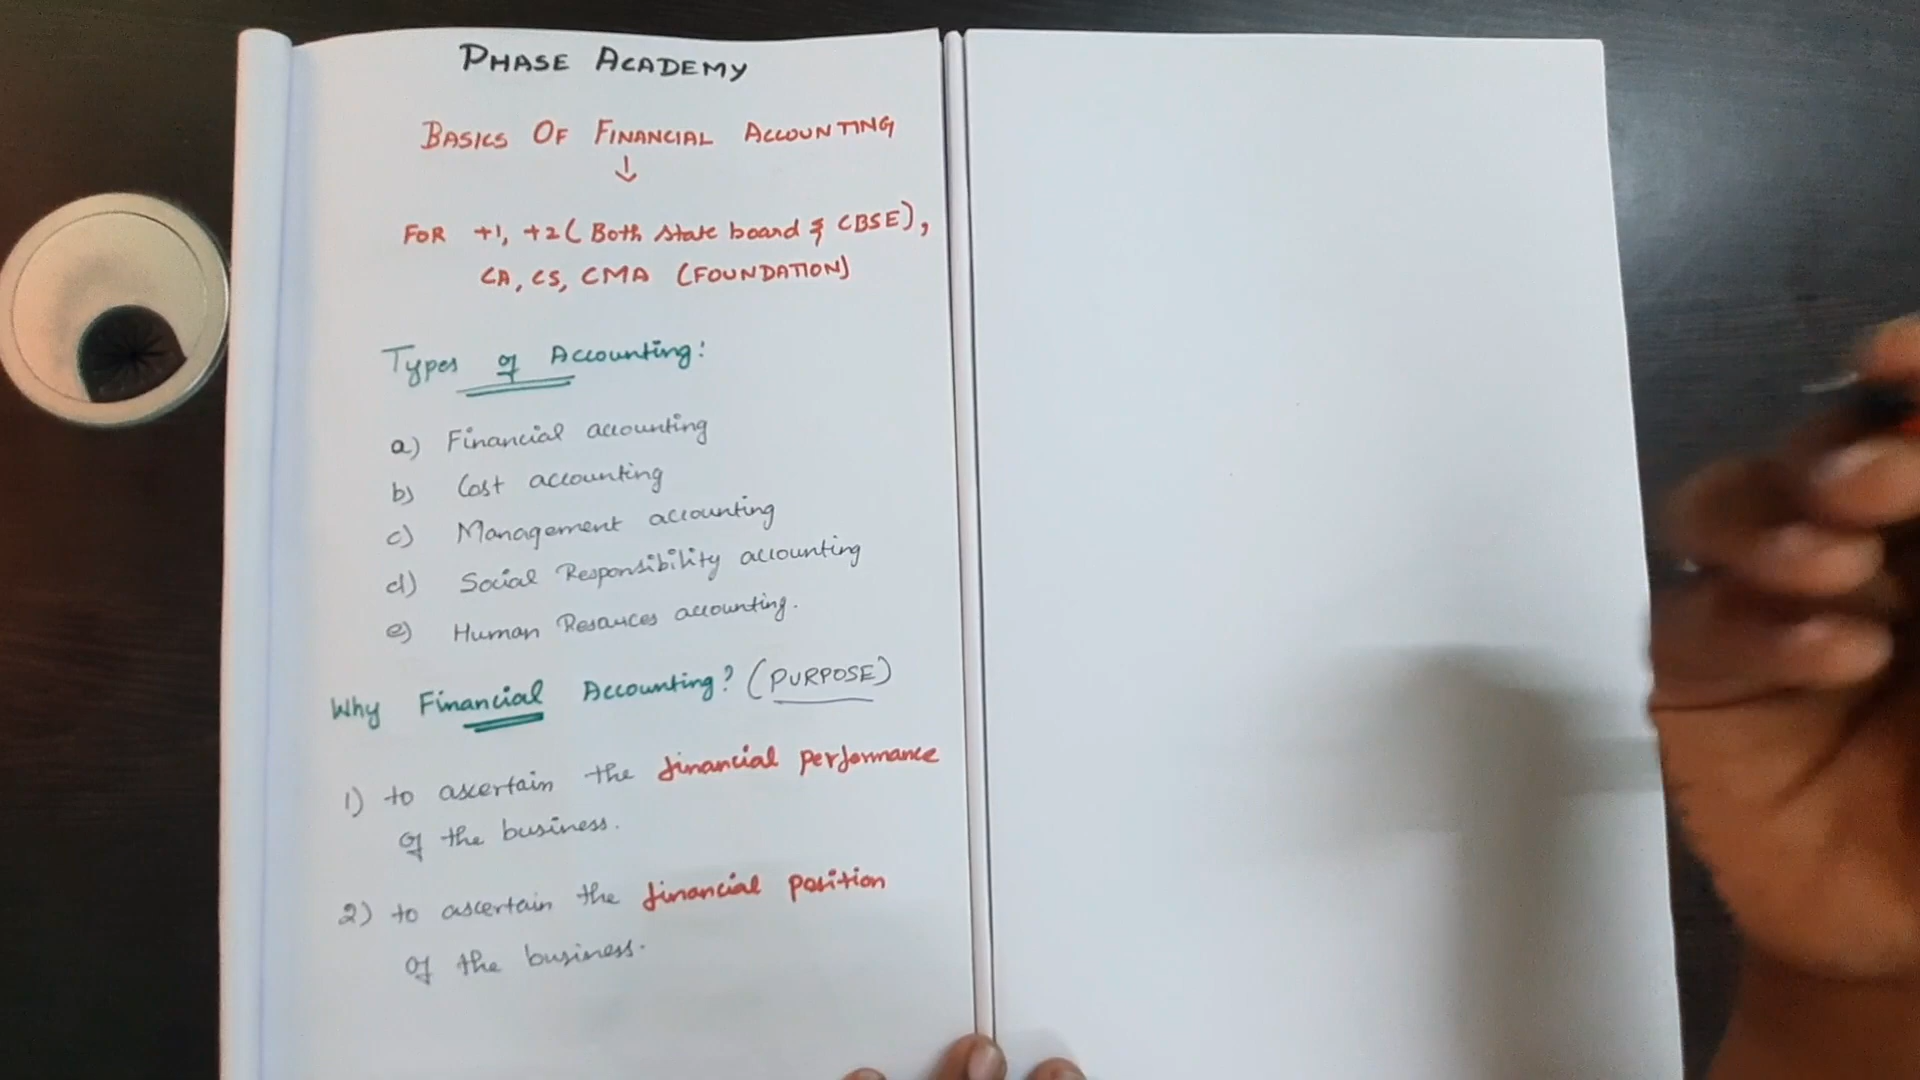 PHASE ACADEMY
BASICS OF FINANCIAL ACCOUNTING
↓
FOR +1, +2 ( Both state board & CBSE),
CA, CS, CMA (FOUNDATION)
Types of Accounting:
a) Financial accounting
b) Cost accounting
c) Management accounting
d) Social Responsibility accounting
e) Human Resources accounting.
Why Financial Accounting? (PURPOSE)
1) to ascertain the financial performance
of the business.
2) to ascertain the financial position
of the business.